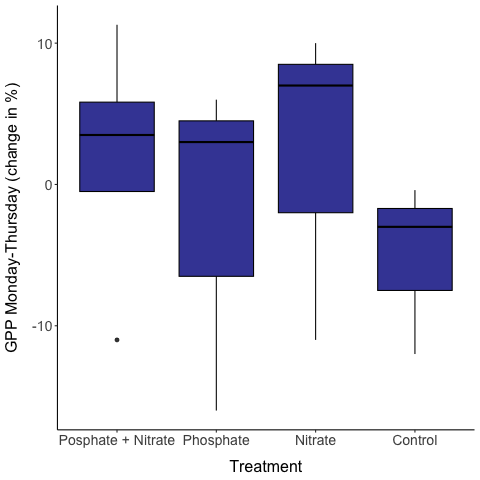 GPP Monday-Thursday (change in %)
10
0
-10
Posphate + Nitrate Phosphate Nitrate Control
Treatment